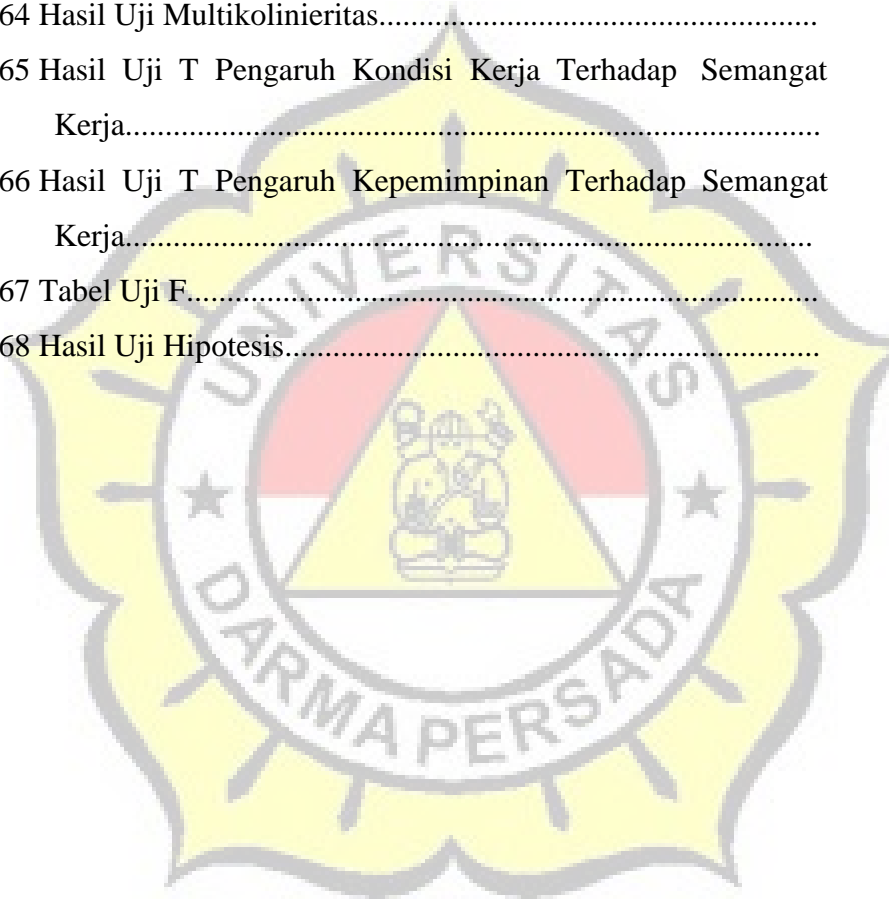 64 Hasil Uji Multikolinieritas......................................................
65 Hasil Uji T Pengaruh Kondisi Kerja Terhadap Semangat
Kerja.....................................................................................
66 Hasil Uji T Pengaruh Kepemimpinan Terhadap Semangat
Kerja....................................................................................
67 Tabel Uji F.............................................................................
68 Hasil Uji Hipotesis.................................................................
UNIVERSITAS
DARMA PERSADA